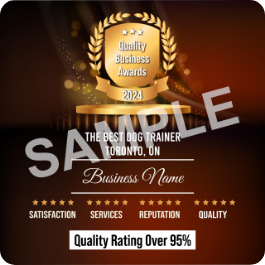 Quality
Business
Awards
2024
SAMPLE
THE BEST DOG TRAINER
TORONTO, ON
Business Name
SATISFACTION SERVICES REPUTATION QUALITY
Quality Rating Over 95%